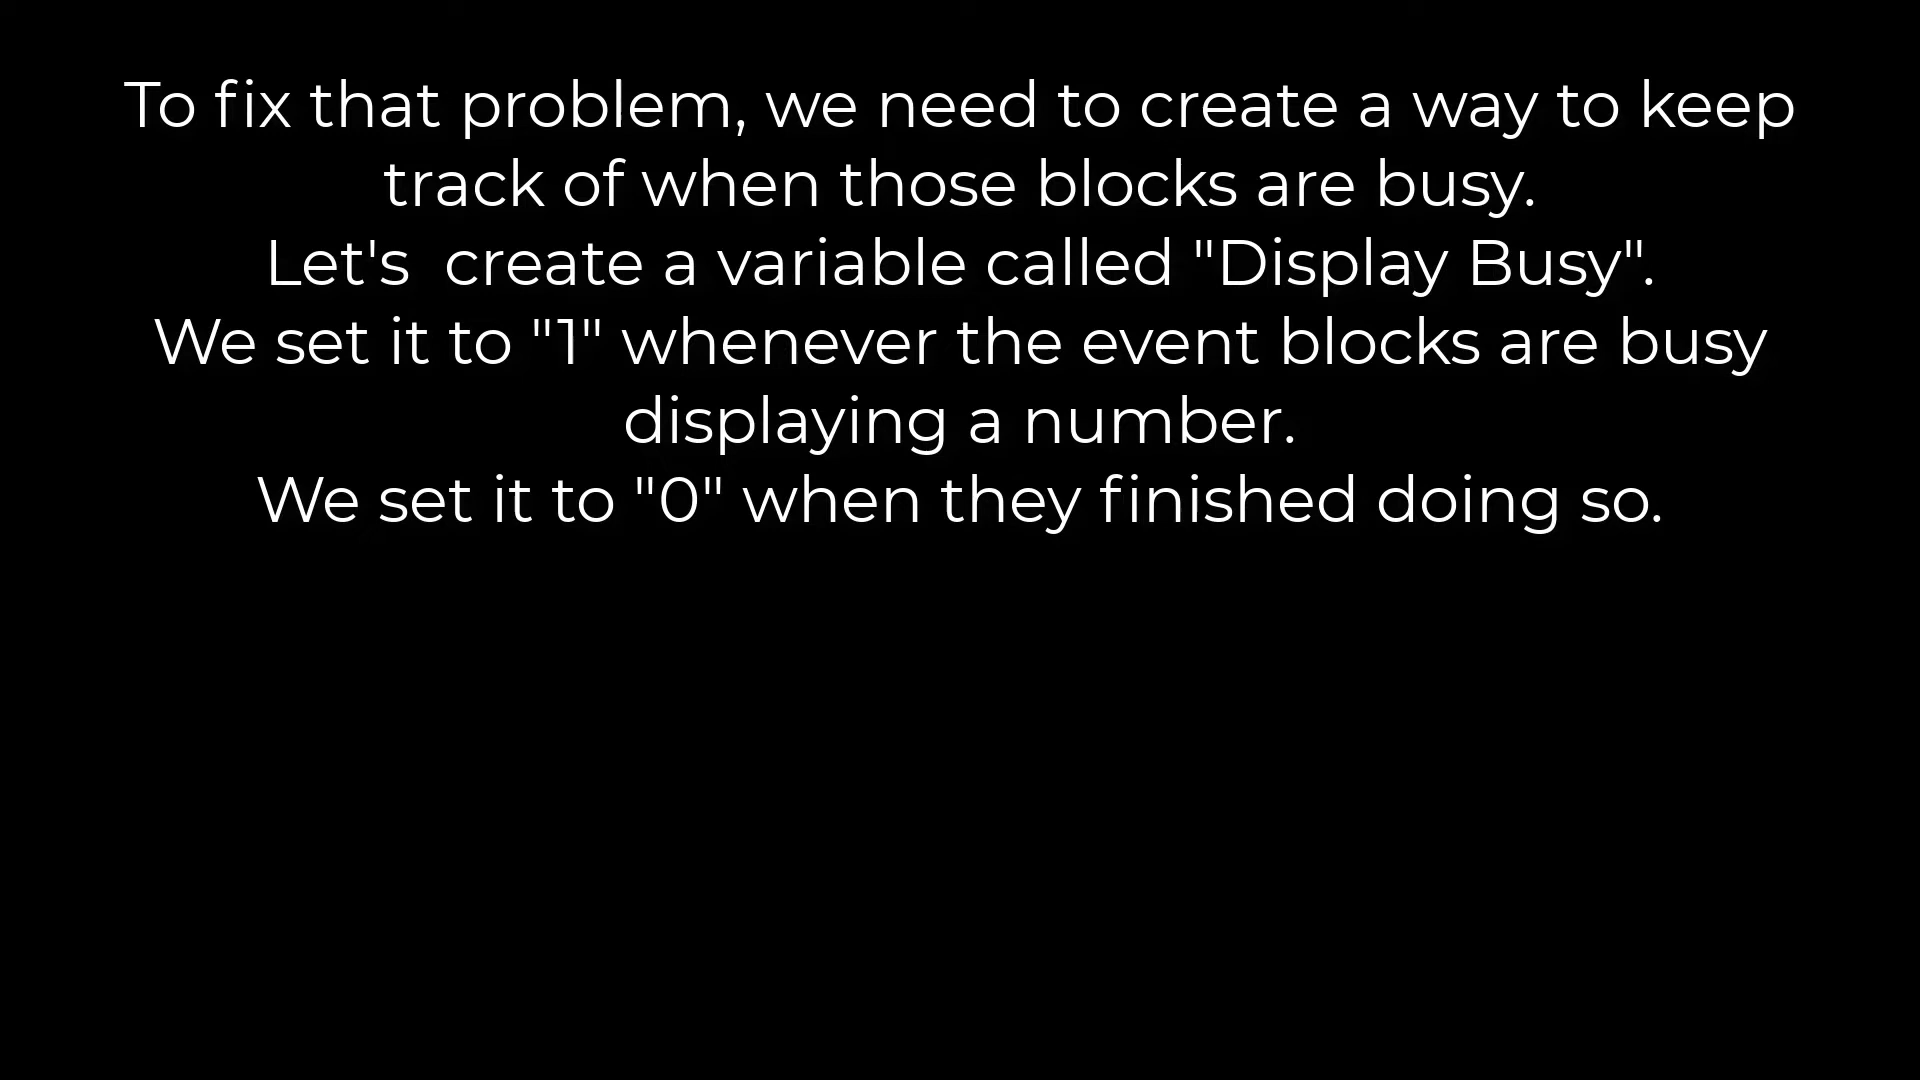 To fix that problem, we need to create a way to keep
track of when those blocks are busy.
Let's  create a variable called "Display Busy".
We set it to "1" whenever the event blocks are busy
displaying a number.
We set it to "0" when they finished doing so.